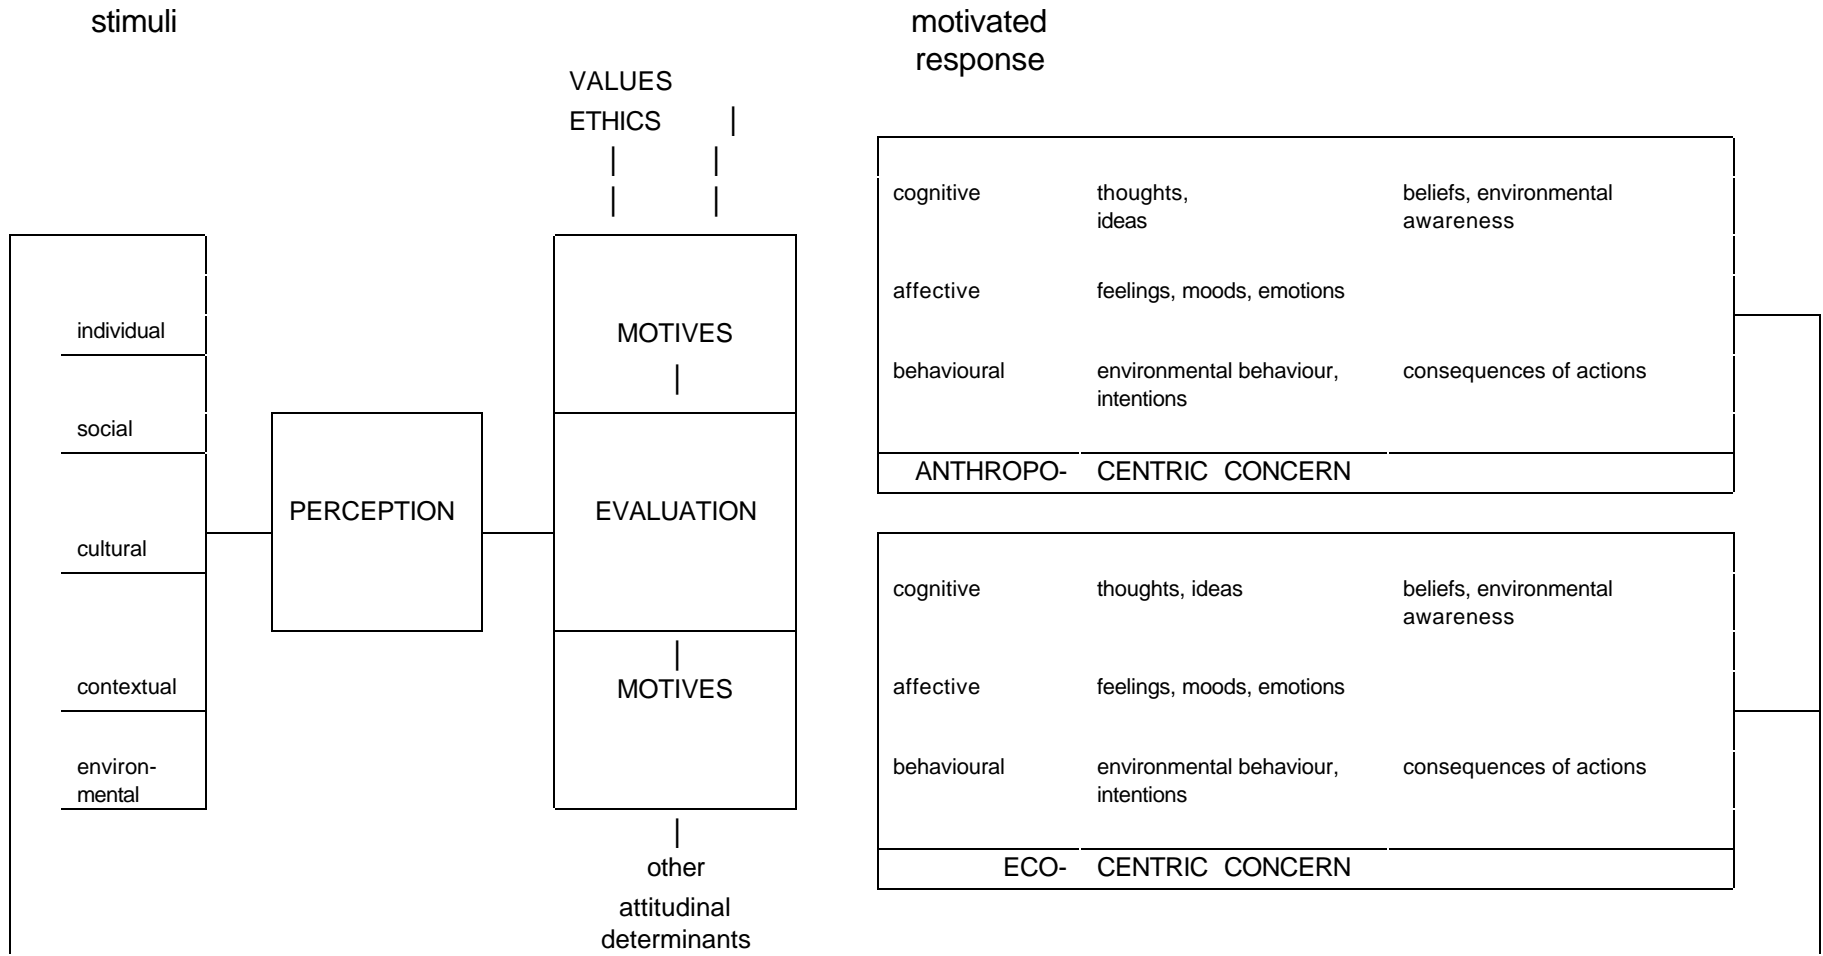 stimuli
motivated
response
VALUES
ETHICS
individual
social
cultural
contextual
environ-
mental
PERCEPTION
MOTIVES
EVALUATION
MOTIVES
other
attitudinal
determinants
cognitive thoughts, beliefs, environmental
ideas awareness
affective feelings, moods, emotions
behavioural environmental behaviour, consequences of actions
intentions
ANTHROPO- CENTRIC CONCERN
cognitive thoughts, ideas beliefs, environmental
awareness
affective feelings, moods, emotions
behavioural environmental behaviour, consequences of actions
intentions
ECO- CENTRIC CONCERN